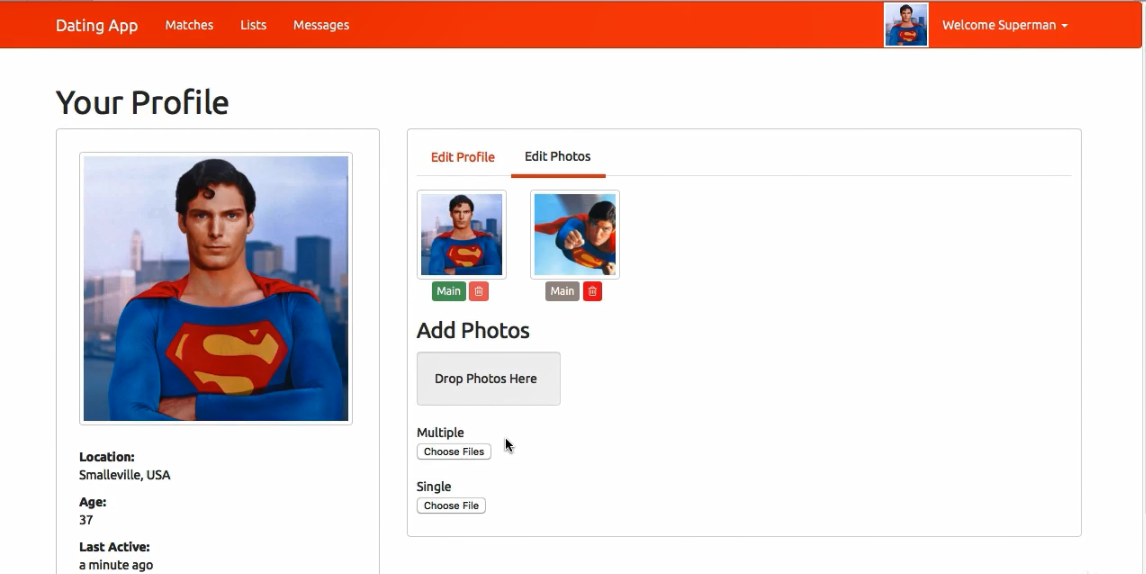 Dating App
Matches
Lists
Messages
Welcome Superman
Your Profile
Location:
Smalleville, USA
Age:
37
Last Active:
a minute ago
Edit Profile
Edit Photos
Main
Main
Add Photos
Drop Photos Here
Multiple
Choose Files
Single
Choose File